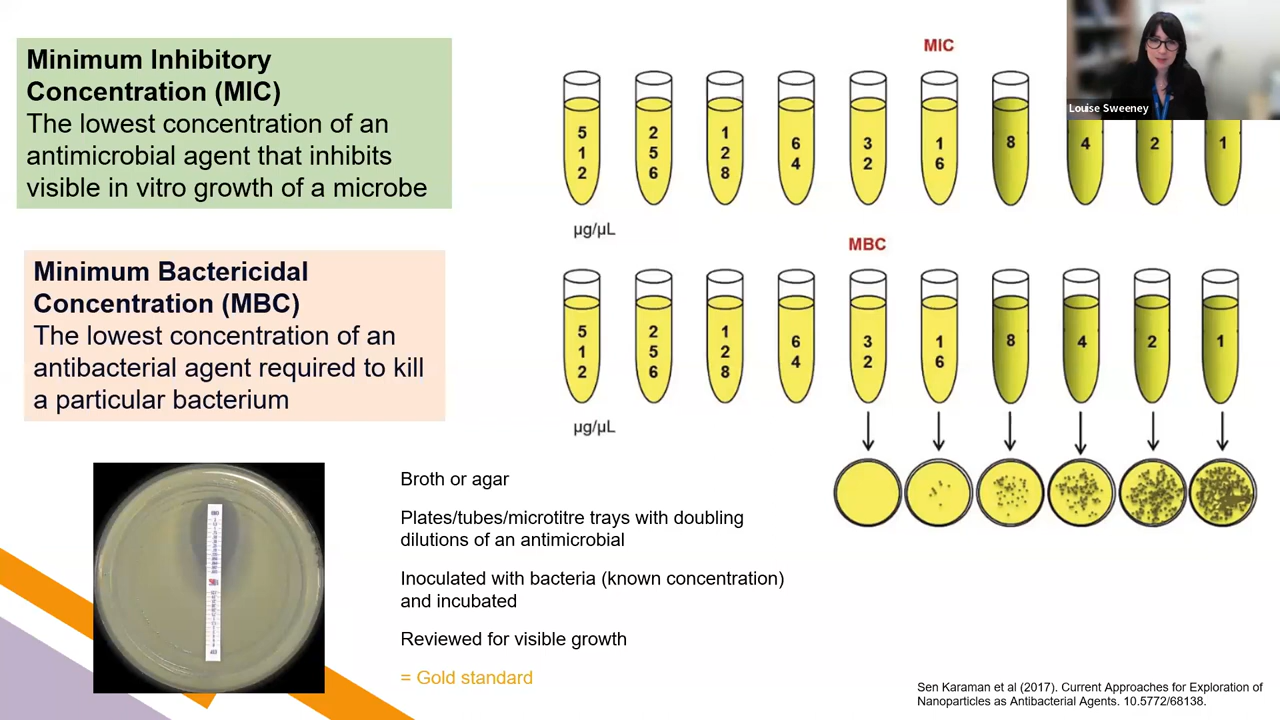 Minimum Inhibitory
Concentration (MIC)
The lowest concentration of an
antimicrobial agent that inhibits
visible in vitro growth of a microbe
Minimum Bactericidal
Concentration (MBC)
The lowest concentration of an
antibacterial agent required to kill
a particular bacterium
MIC
Louise Sweeney
512 256 128 64 32 16 8 4 2 1
µg/µL
MBC
512 256 128 64 32 16 8 4 2 1
µg/µL
Broth or agar
Plates/tubes/microtitre trays with doubling
dilutions of an antimicrobial
Inoculated with bacteria (known concentration)
and incubated
Reviewed for visible growth
= Gold standard
Sen Karaman et al (2017). Current Approaches for Exploration of
Nanoparticles as Antibacterial Agents. 10.5772/68138.